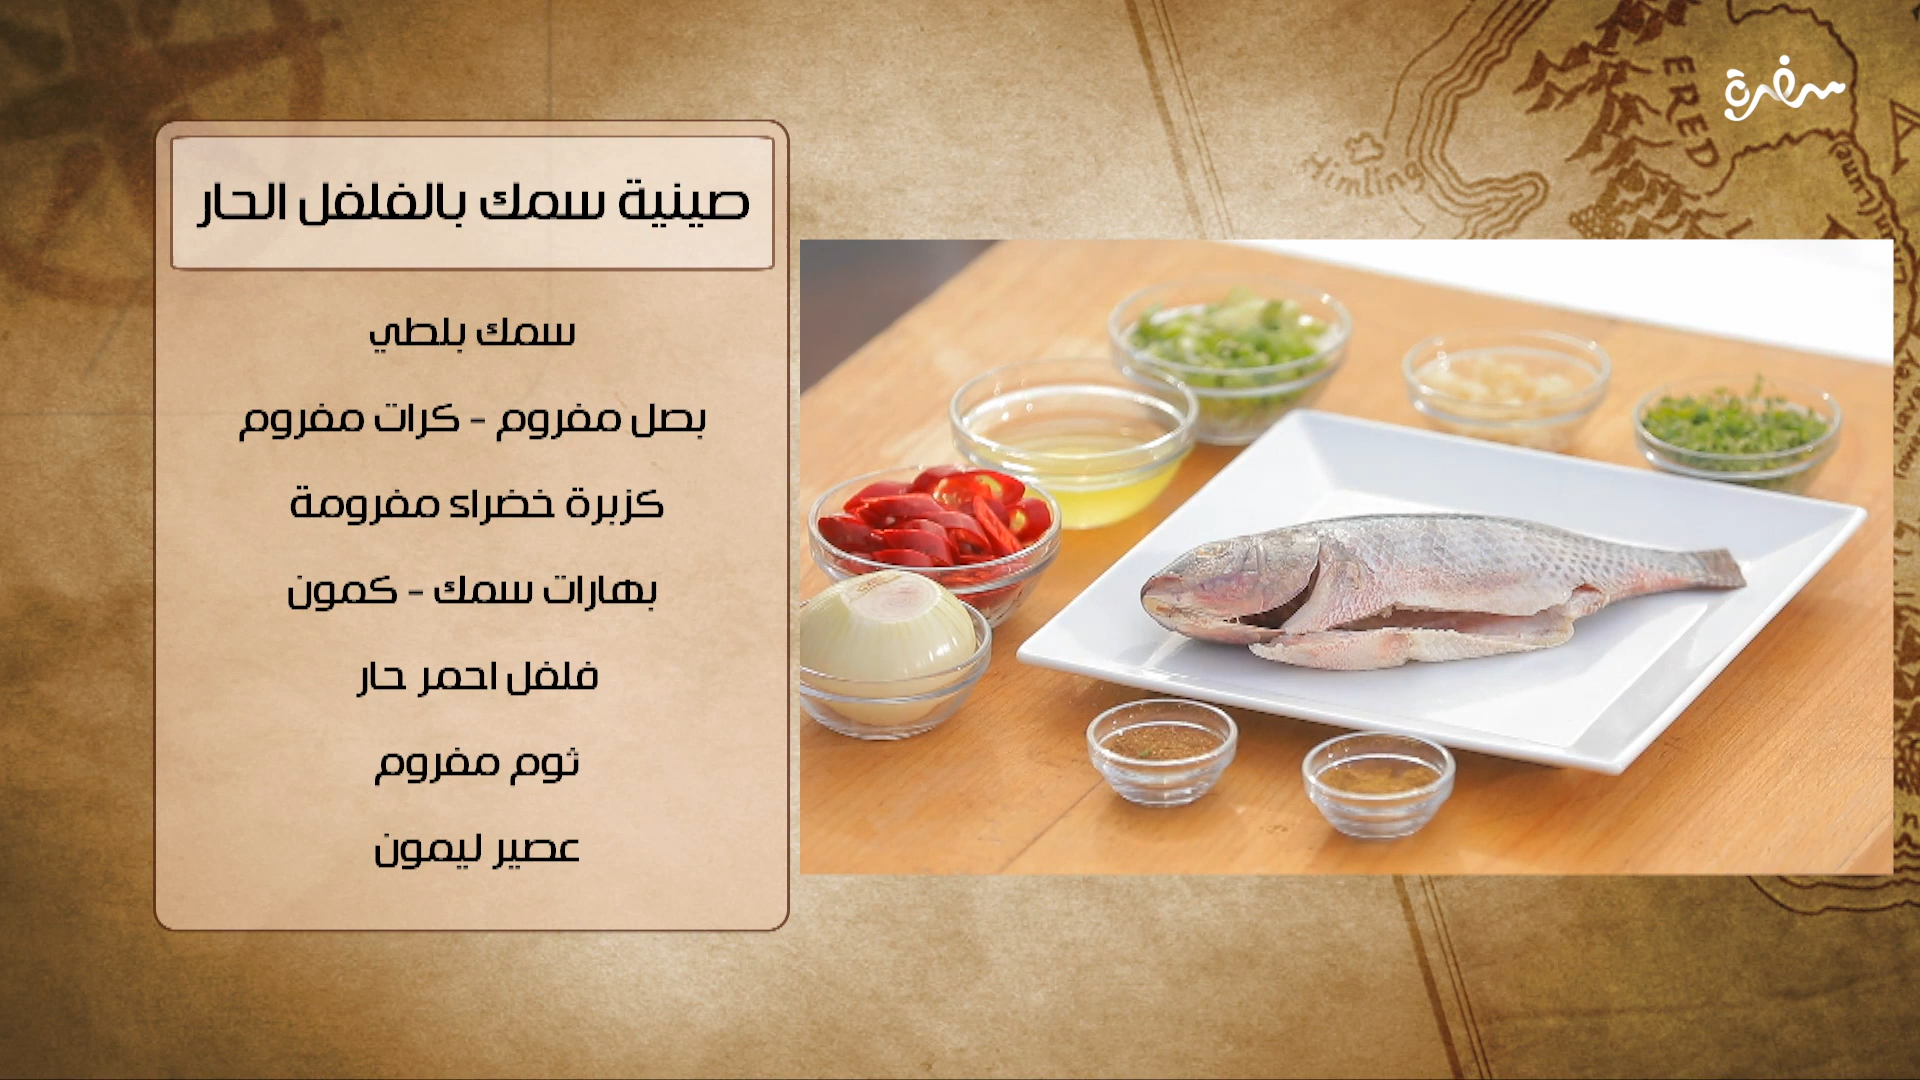 سفرة
صينية سمك بالفلفل الحار
سمك بلطي
بصل مفروم - كرات مفروم
كزبرة خضراء مفرومة
بهارات سمك - كمون
فلفل احمر حار
ثوم مفروم
عصير ليمون
ERED
Himling